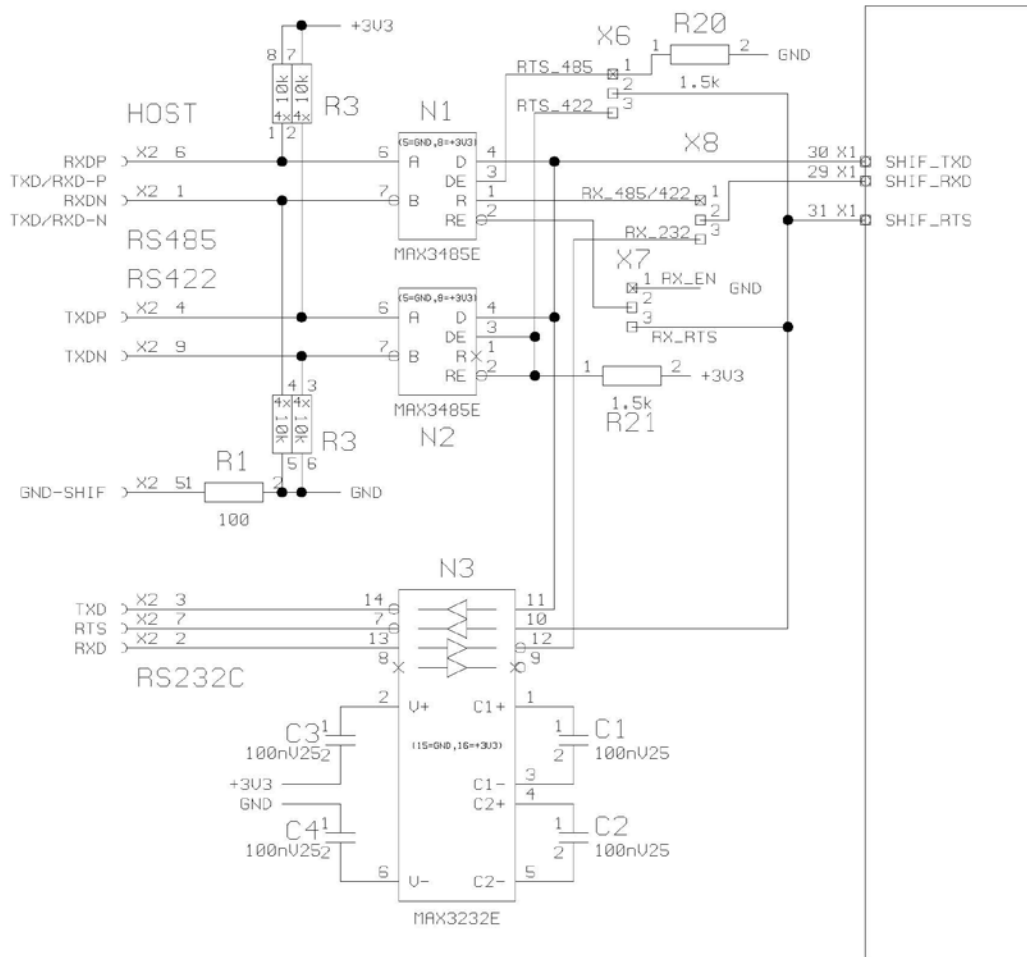 +3V3
8 7
4x 10k
4x 10k
R3
1 2
HOST
RXDP X2 6
TXD/RXD-P
RXDN X2 1
TXD/RXD-N
RS485
RS422
TXDP X2 4
TXDN X2 9
N1
(5=GND,8=+3V3)
6 A D 4
DE 3
7 B R 1
RE 2
MAX3485E
(5=GND,8=+3V3)
6 A D 4
DE 3
7 B R 1
RE 2
MAX3485E
N2
4 3
4x 10k
4x 10k
R3
5 6
R1
GND-SHIF X2 5 1 2 GND
100
X6
RTS_485 1
2
RTS_422 3
R20
1 2 GND
1.5k
X8
RX_485/422 1
2
RX_232 3
X7
1 RX_EN GND
2
3
RX_RTS
1 2 +3V3
1.5k
R21
30 X1 SHIF_TXD
29 X1 SHIF_RXD
31 X1 SHIF_RTS
N3
TXD X2 3 14 11
RTS X2 7 7 10
RXD X2 2 13 12
8 9
RS232C
2 V+ C1+ 1
C3 1
100nV25
2
+3V3
(15=GND,16=+3V3)
1 C1
100nV25
2
C1- 3
GND
C2+ 4
C4 1
100nV25
2
1 C2
100nV25
2
6 V- C2- 5
MAX3232E